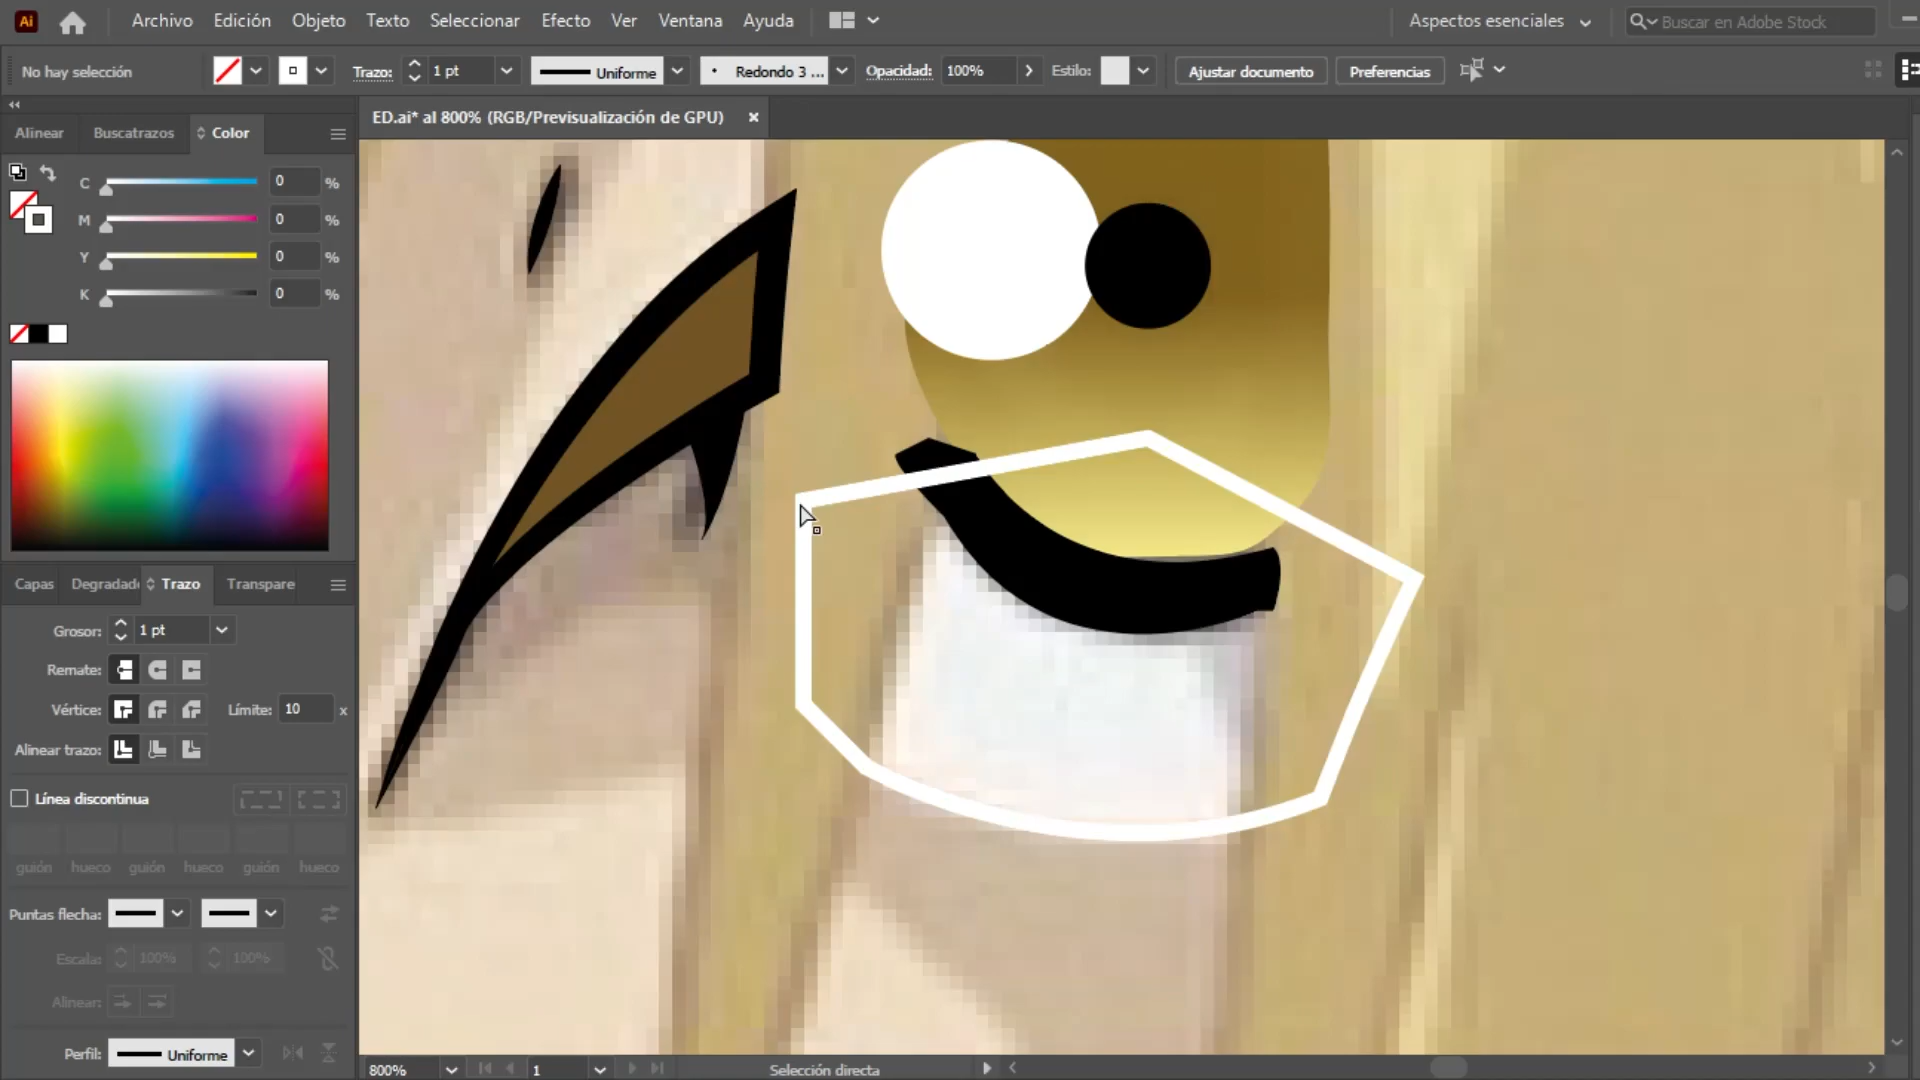 Ai Archivo Edición Objeto Texto Seleccionar Efecto Ver Ventana Ayuda Aspectos esenciales Buscar en Adobe Stock
No hay selección Trazo: 1 pt Uniforme Redondo 3 ... Opacidad: 100% Estilo: Ajustar documento Preferencias
Alinear Buscatrazos Color
ED.ai* al 800% (RGB/Previsualización de GPU) ×
C 0 %
M 0 %
Y 0 %
K 0 %
Capas Degradad Trazo Transpare
Grosor: 1 pt
Remate:
Vértice: Límite: 10 x
Alinear trazo:
Línea discontinua
guión hueco guión hueco guión hueco
Puntas flecha:
Escala: 100% 100%
Alinear:
Perfil: Uniforme
800% 1 Selección directa